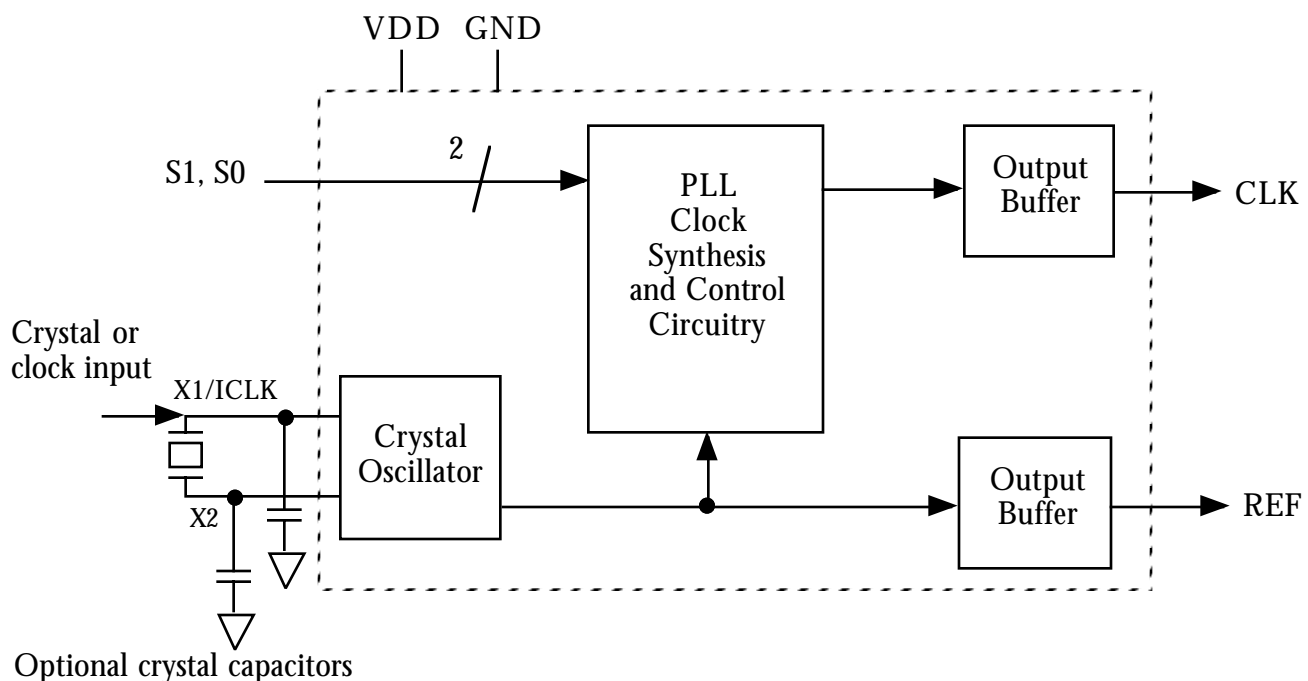 VDD GND
2
S1, S0
PLL
Clock
Synthesis
and Control
Circuitry
Output
Buffer
CLK
Crystal or
clock input
X1/ICLK
Crystal
Oscillator
X2
Output
Buffer
REF
Optional crystal capacitors